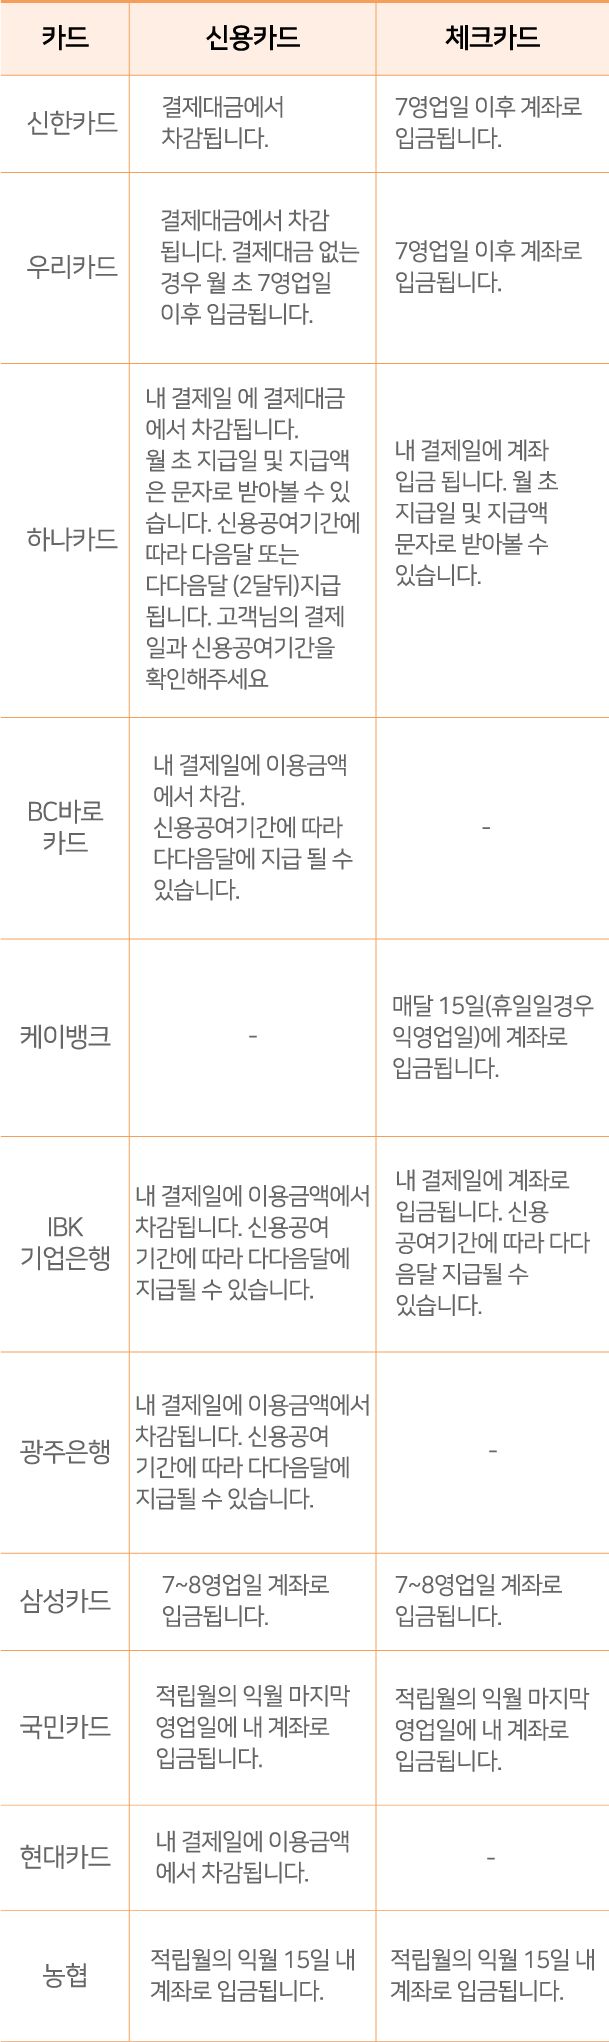 카드
신용카드
체크카드
신한카드
결제대금에서
차감됩니다.
7영업일 이후 계좌로
입금됩니다.
우리카드
결제대금에서 차감
됩니다. 결제대금 없는
경우 월 초 7영업일
이후 입금됩니다.
7영업일 이후 계좌로
입금됩니다.
하나카드
내 결제일 에 결제대금
에서 차감됩니다.
월 초 지급일 및 지급액
은 문자로 받아볼 수 있
습니다. 신용공여기간에
따라 다음달 또는
다다음달 (2달뒤)지급
됩니다. 고객님의 결제
일과 신용공여기간을
확인해주세요
내 결제일에 계좌
입금 됩니다. 월 초
지급일 및 지급액
문자로 받아볼 수
있습니다.
BC바로
카드
내 결제일에 이용금액
에서 차감.
신용공여기간에 따라
다다음달에 지급 될 수
있습니다.
-
케이뱅크
-
매달 15일(휴일일경우
익영업일)에 계좌로
입금됩니다.
IBK
기업은행
내 결제일에 이용금액에서
차감됩니다. 신용공여
기간에 따라 다다음달에
지급될 수 있습니다.
내 결제일에 계좌로
입금됩니다. 신용
공여기간에 따라 다다
음달 지급될 수
있습니다.
광주은행
내 결제일에 이용금액에서
차감됩니다. 신용공여
기간에 따라 다다음달에
지급될 수 있습니다.
-
삼성카드
7~8영업일 계좌로
입금됩니다.
7~8영업일 계좌로
입금됩니다.
국민카드
적립월의 익월 마지막
영업일에 내 계좌로
입금됩니다.
적립월의 익월 마지막
영업일에 내 계좌로
입금됩니다.
현대카드
내 결제일에 이용금액
에서 차감됩니다.
-
농협
적립월의 익월 15일 내
계좌로 입금됩니다.
적립월의 익월 15일 내
계좌로 입금됩니다.